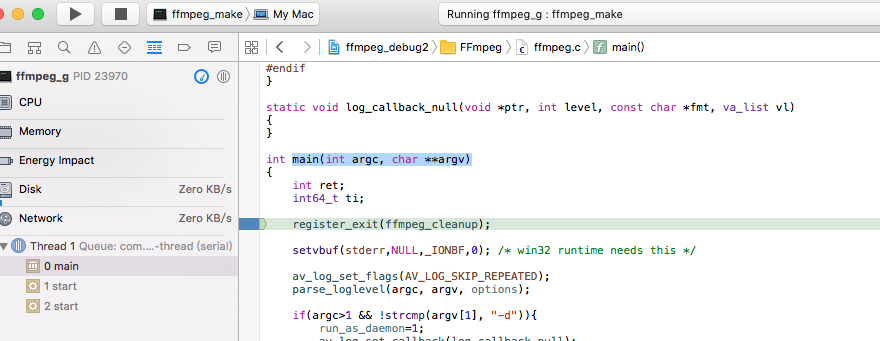 ffmpeg_make
My Mac
Running ffmpeg_g : ffmpeg_make
ffmpeg_debug2
FFmpeg
ffmpeg.c
main()
ffmpeg_g PID 23970
CPU
Memory
Energy Impact
Disk Zero KB/s
Network Zero KB/s
Thread 1 Queue: com....-thread (serial)
0 main
1 start
2 start
#endif
}
static void log_callback_null(void *ptr, int level, const char *fmt, va_list vl)
{
}
int main(int argc, char **argv)
{
int ret;
int64_t ti;
register_exit(ffmpeg_cleanup);
setvbuf(stderr,NULL,_IONBF,0); /* win32 runtime needs this */
av_log_set_flags(AV_LOG_SKIP_REPEATED);
parse_loglevel(argc, argv, options);
if(argc>1 && !strcmp(argv[1], "-d")){
run_as_daemon=1;
av_log_set_callback(log_callback_null);